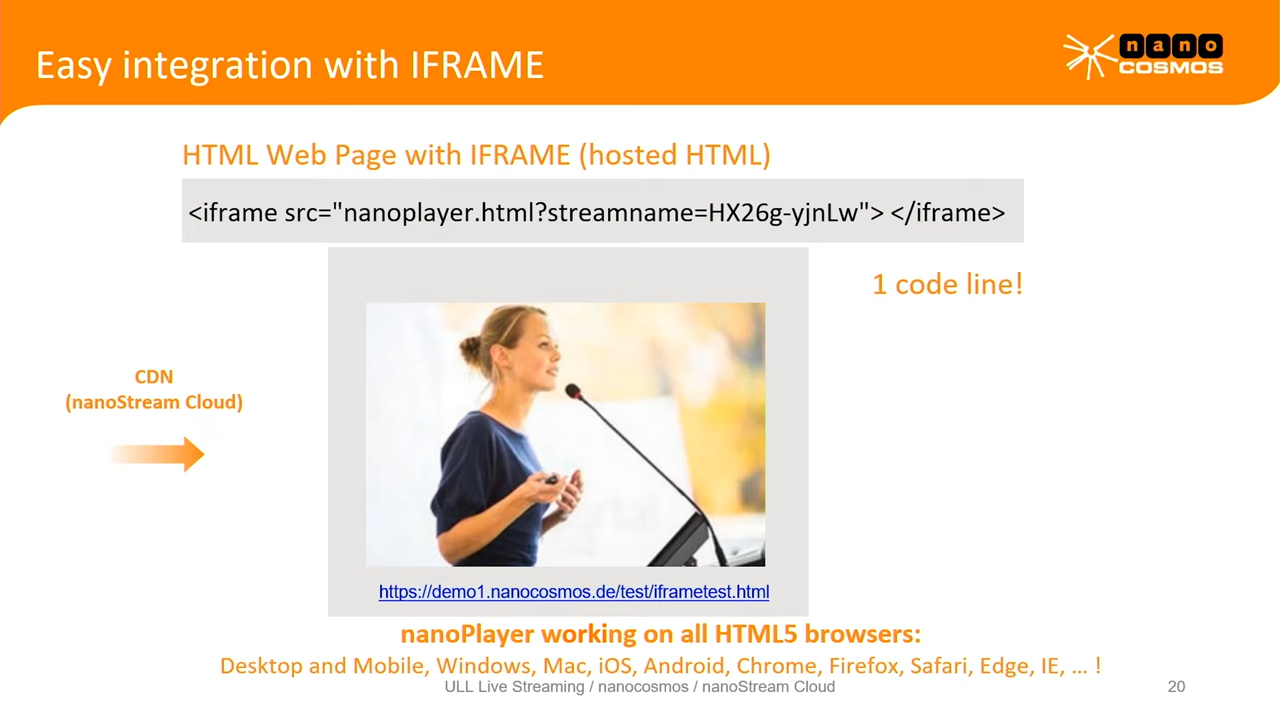 Easy integration with IFRAME
nano
COSMOS
HTML Web Page with IFRAME (hosted HTML)
<iframe src="nanoplayer.html?streamname=HX26g-yjnLw"> </iframe>
1 code line!
CDN
(nanoStream Cloud)
https://demo1.nanocosmos.de/test/iframetest.html
nanoPlayer working on all HTML5 browsers:
Desktop and Mobile, Windows, Mac, iOS, Android, Chrome, Firefox, Safari, Edge, IE, ... !
ULL Live Streaming / nanocosmos / nanoStream Cloud
20